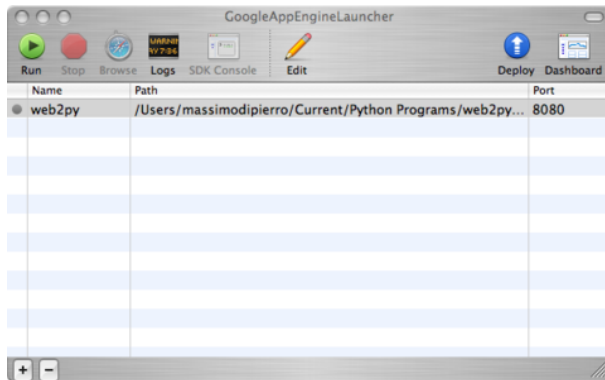 GoogleAppEngineLauncher
Run Stop Browse Logs SDK Console Edit Deploy Dashboard
Name Path Port
web2py /Users/massimodipierro/Current/Python Programs/web2py... 8080